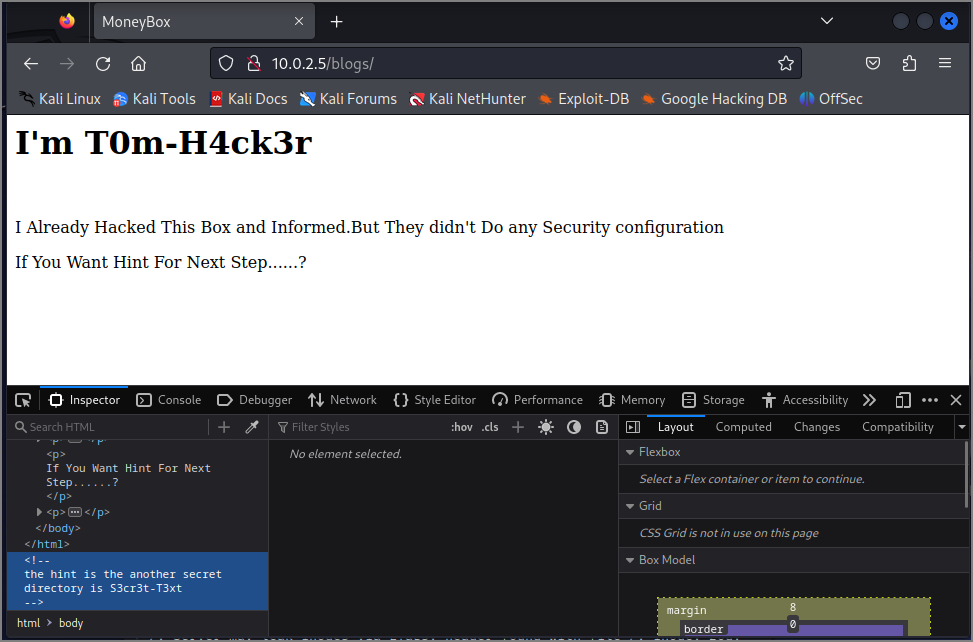 MoneyBox
10.0.2.5/blogs/
Kali Linux Kali Tools Kali Docs Kali Forums Kali NetHunter Exploit-DB Google Hacking DB OffSec
I'm T0m-H4ck3r
I Already Hacked This Box and Informed.But They didn't Do any Security configuration
If You Want Hint For Next Step......?
Inspector Console Debugger Network Style Editor Performance Memory Storage Accessibility
Search HTML
Filter Styles
:hov .cls
Layout Computed Changes Compatibility
<p>
If You Want Hint For Next
Step......?
</p>
<p> </p>
</body>
</html>
<!--
the hint is the another secret
directory is S3cr3t-T3xt
-->
html > body
No element selected.
Flexbox
Select a Flex container or item to continue.
Grid
CSS Grid is not in use on this page
Box Model
margin 8
border 0